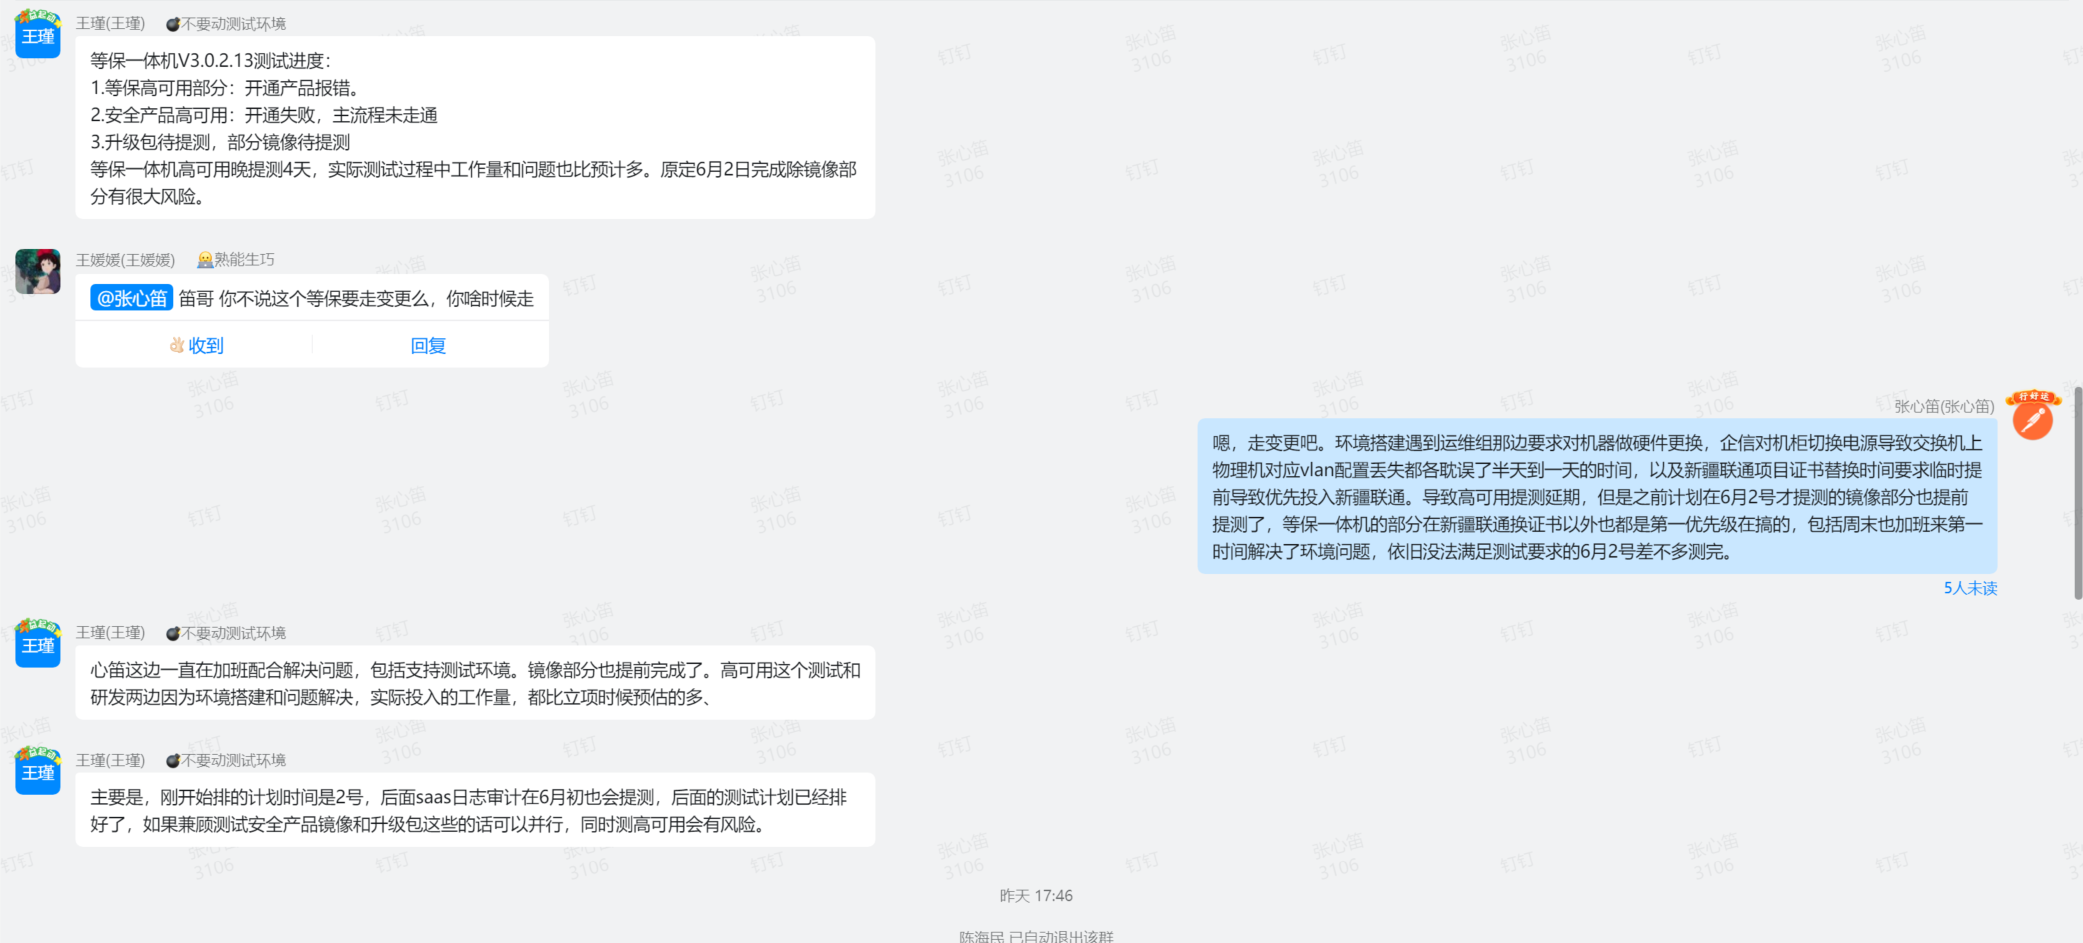 王瑾(王瑾) 不要动测试环境
王瑾
等保一体机V3.0.2.13测试进度：
1.等保高可用部分：开通产品报错。
2.安全产品高可用：开通失败，主流程未走通
3.升级包待提测，部分镜像待提测
等保一体机高可用晚提测4天，实际测试过程中工作量和问题也比预计多。原定6月2日完成除镜像部
分有很大风险。
王媛媛(王媛媛) 熟能生巧
@张心笛 笛哥 你不说这个等保要走变更么，你啥时候走
收到 回复
张心笛(张心笛)
行好运
嗯，走变更吧。环境搭建遇到运维组那边要求对机器做硬件更换，企信对机柜切换电源导致交换机上
物理机对应vlan配置丢失都各耽误了半天到一天的时间，以及新疆联通项目证书替换时间要求临时提
前导致优先投入新疆联通。导致高可用提测延期，但是之前计划在6月2号才提测的镜像部分也提前
提测了，等保一体机的部分在新疆联通换证书以外也都是第一优先级在搞的，包括周末也加班来第一
时间解决了环境问题，依旧没法满足测试要求的6月2号差不多测完。
5人未读
王瑾(王瑾) 不要动测试环境
王瑾
心笛这边一直在加班配合解决问题，包括支持测试环境。镜像部分也提前完成了。高可用这个测试和
研发两边因为环境搭建和问题解决，实际投入的工作量，都比立项时候预估的多、
王瑾(王瑾) 不要动测试环境
王瑾
主要是，刚开始排的计划时间是2号，后面saas日志审计在6月初也会提测，后面的测试计划已经排
好了，如果兼顾测试安全产品镜像和升级包这些的话可以并行，同时测高可用会有风险。
昨天 17:46
陈海民 已自动退出该群
张心笛
3106
钉钉